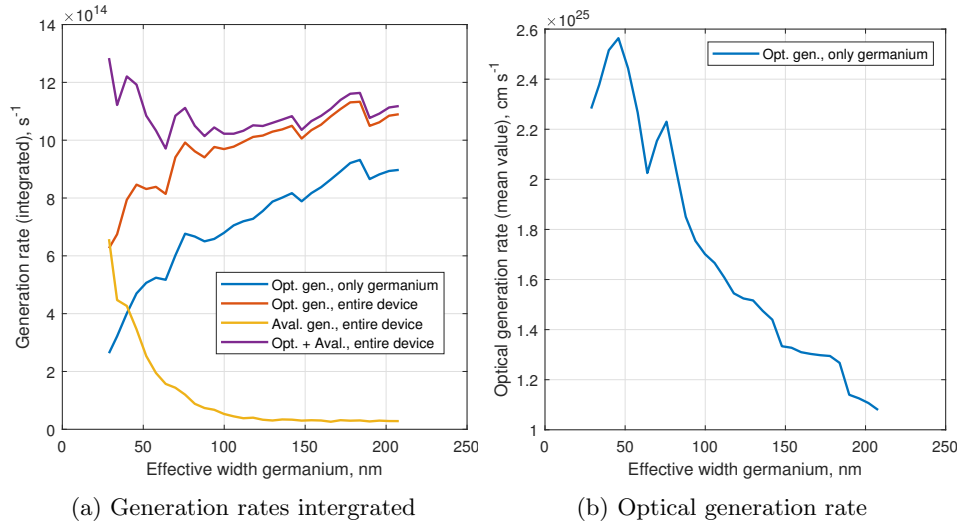 ×10^14
14
12
10
8
6
4
2
0
0
50
100
150
200
250
Generation rate (integrated), s^-1
Effective width germanium, nm
Opt. gen., only germanium
Opt. gen., entire device
Aval. gen., entire device
Opt. + Aval., entire device
(a) Generation rates intergrated
×10^25
2.6
2.4
2.2
2
1.8
1.6
1.4
1.2
1
0
50
100
150
200
250
Optical generation rate (mean value), cm s^-1
Effective width germanium, nm
Opt. gen., only germanium
(b) Optical generation rate